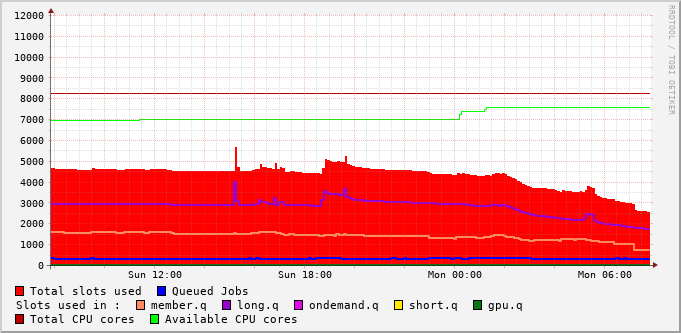 RRDTOOL / TOBI OETIKER
12000
11000
10000
9000
8000
7000
6000
5000
4000
3000
2000
1000
0
Sun 12:00 Sun 18:00 Mon 00:00 Mon 06:00
Total slots used Queued Jobs
Slots used in : member.q long.q ondemand.q short.q gpu.q
Total CPU cores Available CPU cores